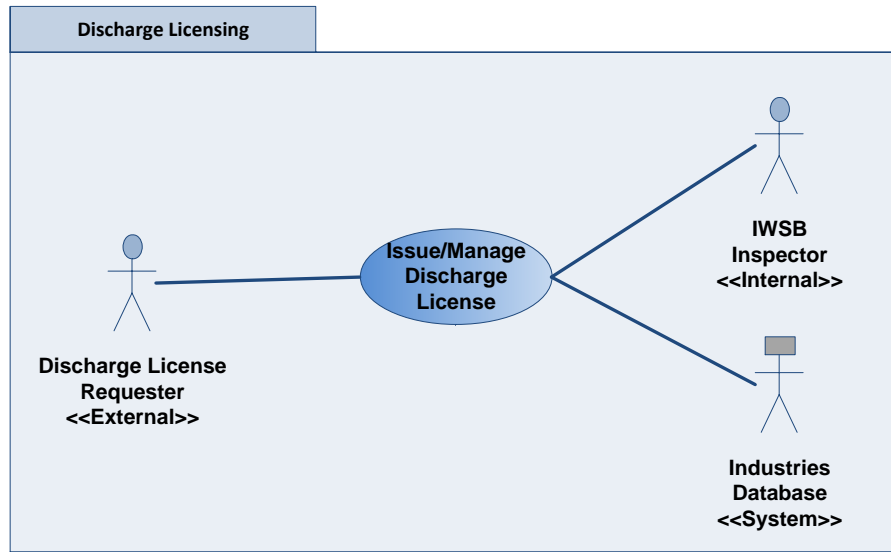 Discharge Licensing
Issue/Manage
Discharge
License
Discharge License
Requester
<<External>>
IWSB
Inspector
<<Internal>>
Industries
Database
<<System>>